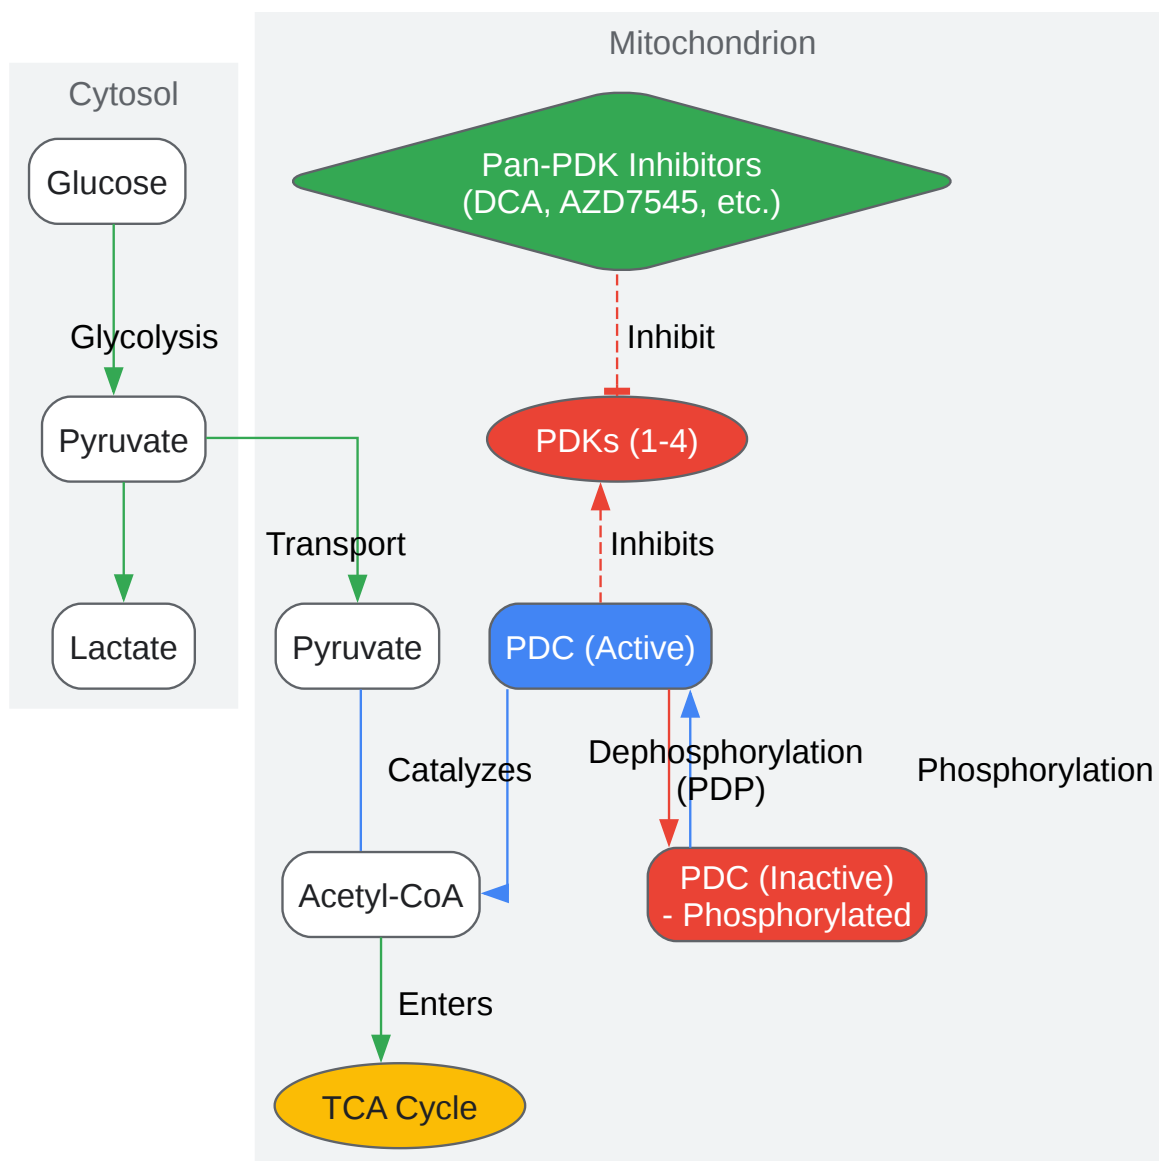 Mitochondrion
Cytosol
Glucose
Pan-PDK Inhibitors
(DCA, AZD7545, etc.)
Glycolysis
Inhibit
Pyruvate
PDKs (1-4)
Transport
Inhibits
Lactate
Pyruvate
PDC (Active)
Catalyzes
Dephosphorylation
(PDP)
Phosphorylation
Acetyl-CoA
PDC (Inactive)
- Phosphorylated
Enters
TCA Cycle